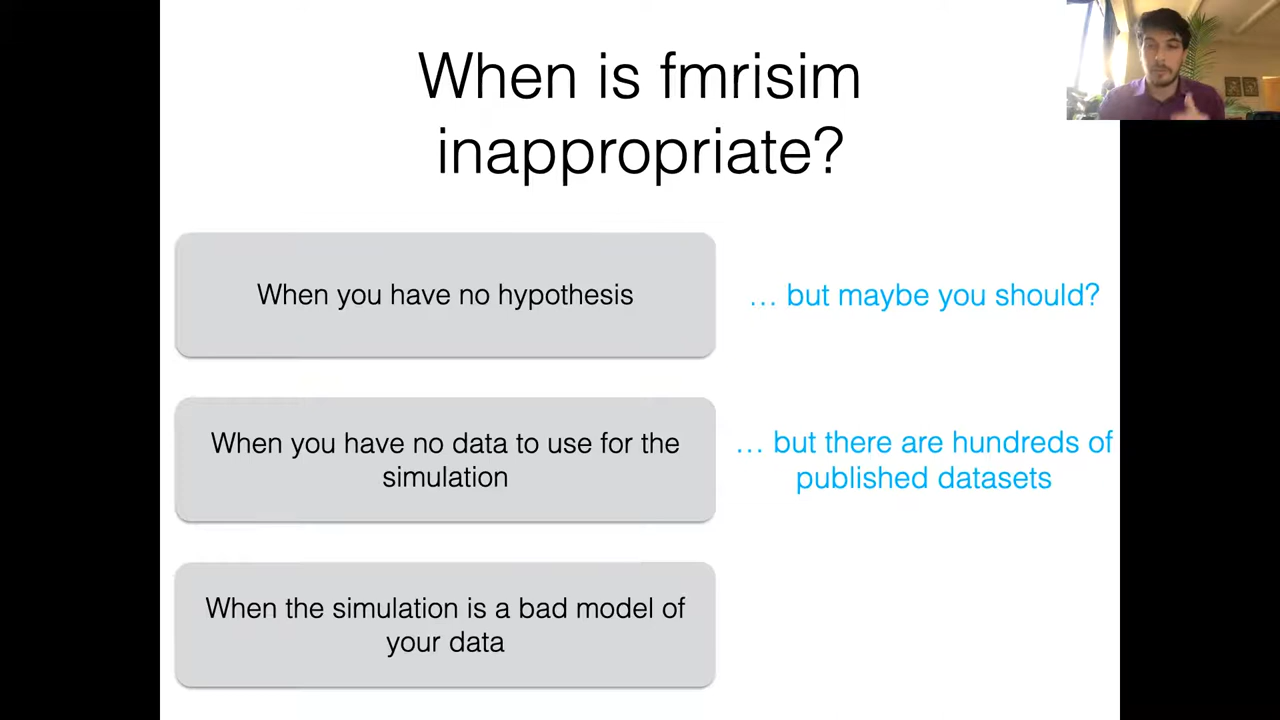 When is fmrisim
inappropriate?
When you have no hypothesis
… but maybe you should?
When you have no data to use for the
simulation
… but there are hundreds of
published datasets
When the simulation is a bad model of
your data